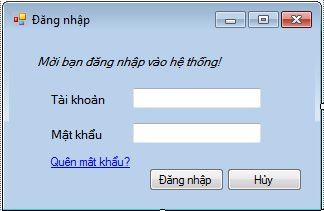 Đăng nhập
Mời bạn đăng nhập vào hệ thống!
Tài khoản
Mật khẩu
Quên mật khẩu?
Đăng nhập Hủy